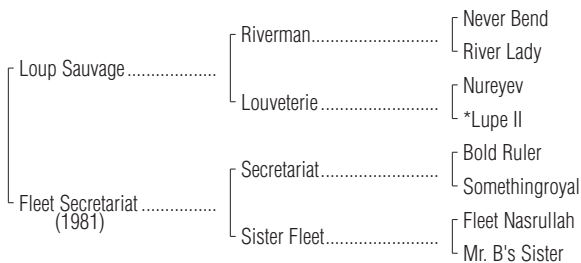 Never Bend
Riverman
River Lady
Loup Sauvage
Nureyev
Louveterie
*Lupe II
Bold Ruler
Secretariat
Somethingroyal
Fleet Secretariat
(1981)
Fleet Nasrullah
Sister Fleet
Mr. B's Sister